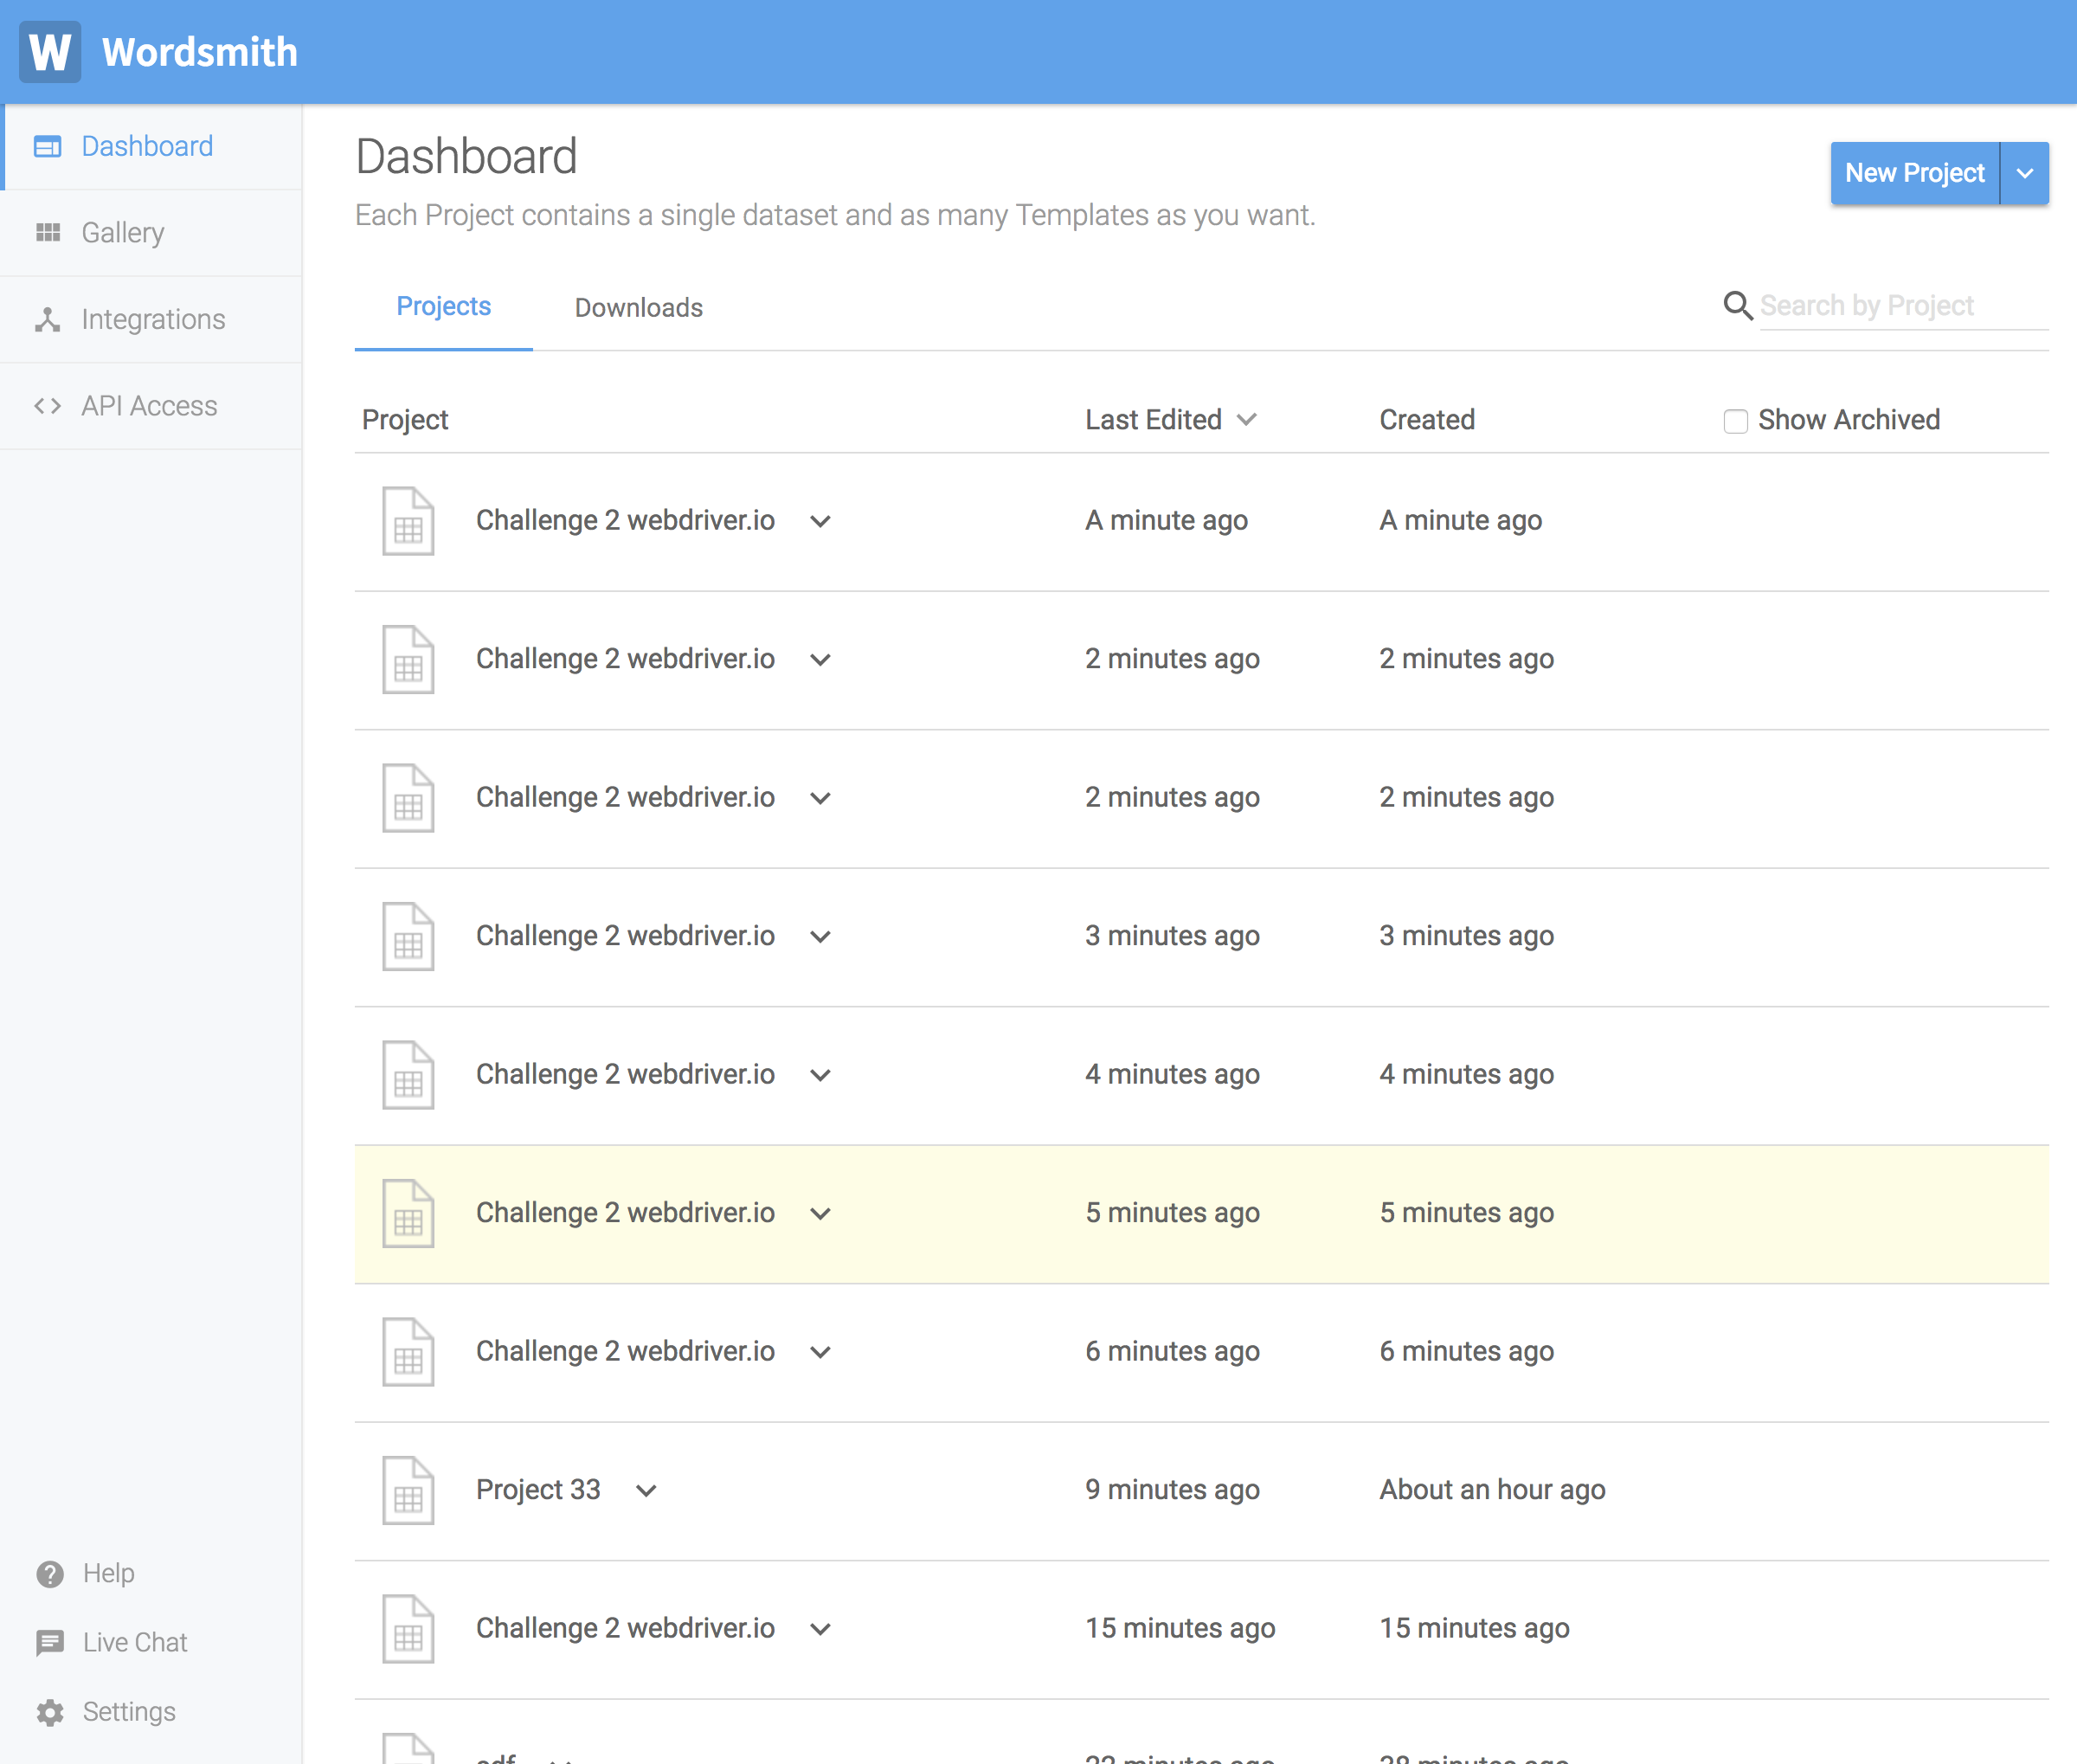 W Wordsmith
Dashboard
Gallery
Integrations
API Access
Help
Live Chat
Settings
Dashboard
Each Project contains a single dataset and as many Templates as you want.
New Project
Projects Downloads
Search by Project
Project Last Edited Created Show Archived
Challenge 2 webdriver.io A minute ago A minute ago
Challenge 2 webdriver.io 2 minutes ago 2 minutes ago
Challenge 2 webdriver.io 2 minutes ago 2 minutes ago
Challenge 2 webdriver.io 3 minutes ago 3 minutes ago
Challenge 2 webdriver.io 4 minutes ago 4 minutes ago
Challenge 2 webdriver.io 5 minutes ago 5 minutes ago
Challenge 2 webdriver.io 6 minutes ago 6 minutes ago
Project 33 9 minutes ago About an hour ago
Challenge 2 webdriver.io 15 minutes ago 15 minutes ago
minutes ago minutes ago